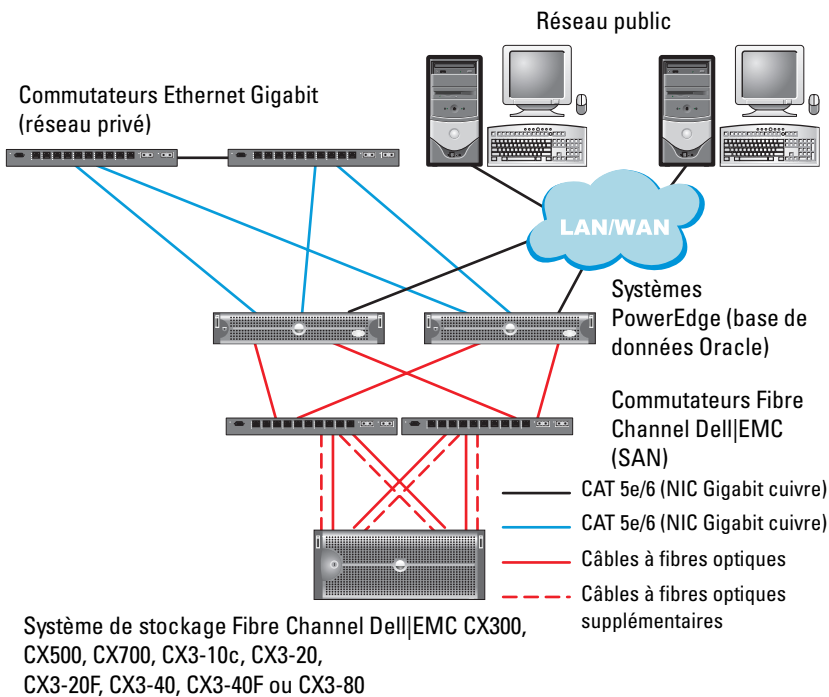 Réseau public
Commutateurs Ethernet Gigabit
(réseau privé)
LAN/WAN
Systèmes
PowerEdge (base de
données Oracle)
Commutateurs Fibre
Channel Dell|EMC
(SAN)
CAT 5e/6 (NIC Gigabit cuivre)
CAT 5e/6 (NIC Gigabit cuivre)
Câbles à fibres optiques
Câbles à fibres optiques
supplémentaires
Système de stockage Fibre Channel Dell|EMC CX300,
CX500, CX700, CX3-10c, CX3-20,
CX3-20F, CX3-40, CX3-40F ou CX3-80